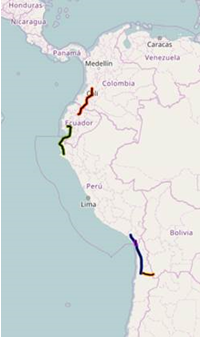 Honduras
Nicaragua
Panamá
Caracas
Venezuela
Medellín
Cali
Colombia
Ecuador
Perú
Lima
Bolivia